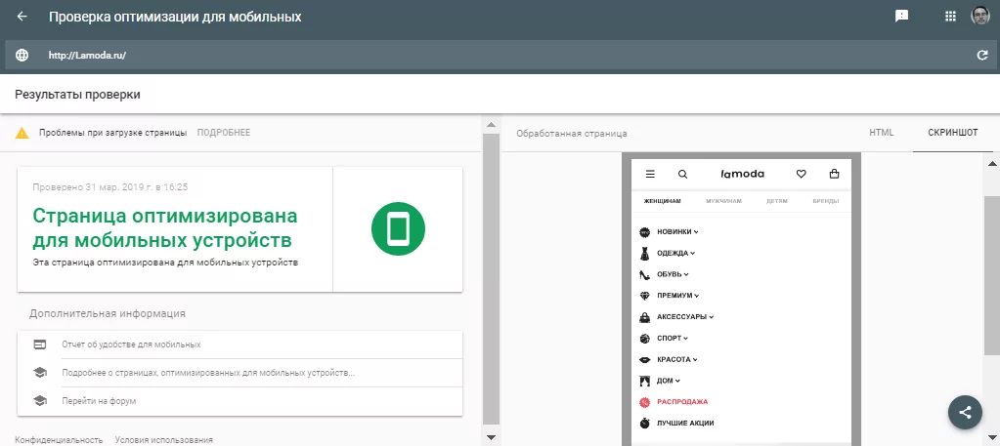 Проверка оптимизации для мобильных
http://Lamoda.ru/
Результаты проверки
Проблемы при загрузке страницы ПОДРОБНЕЕ
Проверено 31 мар. 2019 г. в 16:25
Страница оптимизирована
для мобильных устройств
Эта страница оптимизирована для мобильных устройств
Дополнительная информация
Отчет об удобстве для мобильных
Подробнее о страницах, оптимизированных для мобильных устройств...
Перейти на форум
Конфиденциальность Условия использования
Обработанная страница HTML СКРИНШОТ
lamoda
ЖЕНЩИНАМ МУЖЧИНАМ ДЕТЯМ БРЕНДЫ
НОВИНКИ
ОДЕЖДА
ОБУВЬ
ПРЕМИУМ
АКСЕССУАРЫ
СПОРТ
КРАСОТА
ДОМ
РАСПРОДАЖА
ЛУЧШИЕ АКЦИИ